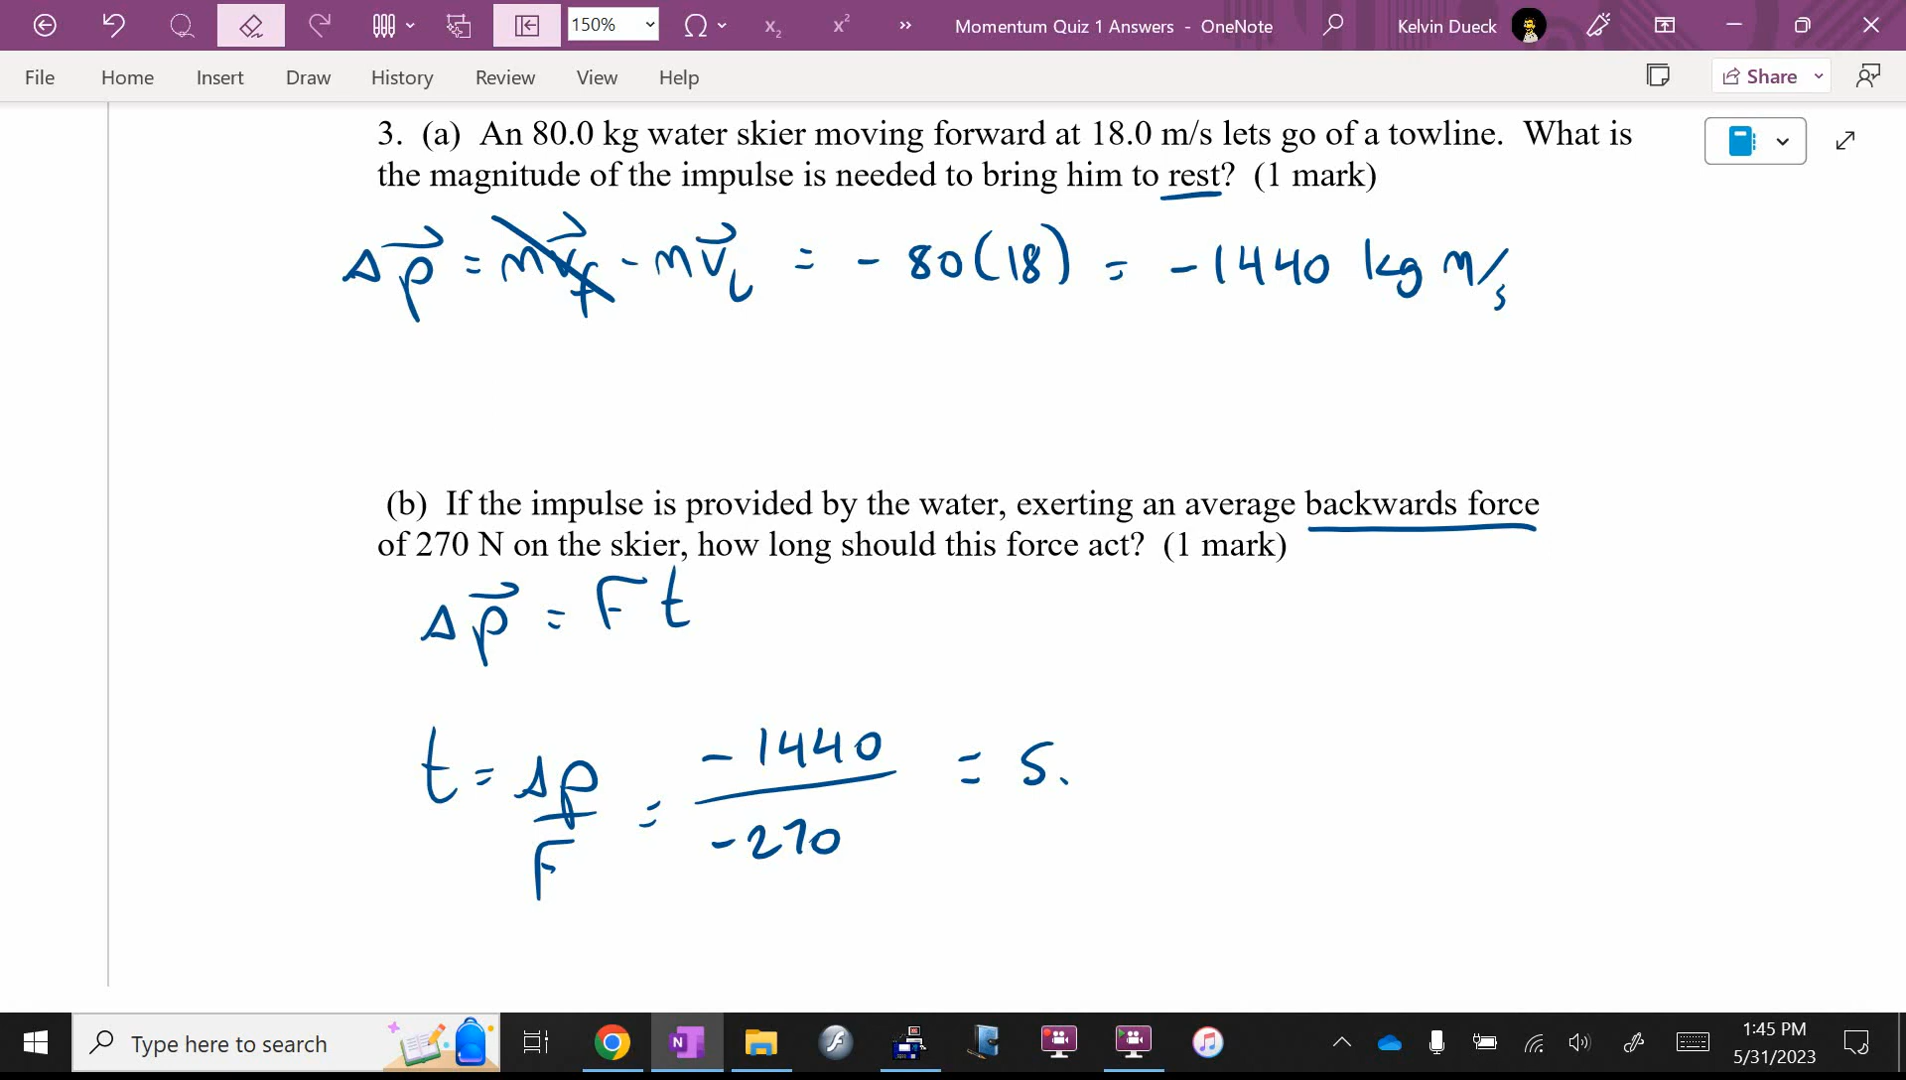 150%
Ω
x₂
x²
»
Momentum Quiz 1 Answers - OneNote
Kelvin Dueck
File Home Insert Draw History Review View Help
Share
3. (a) An 80.0 kg water skier moving forward at 18.0 m/s lets go of a towline. What is
the magnitude of the impulse is needed to bring him to rest? (1 mark)
Δp⃗ = mv⃗f - mv⃗i = - 80(18) = -1440 kg m/s
(b) If the impulse is provided by the water, exerting an average backwards force
of 270 N on the skier, how long should this force act? (1 mark)
Δp⃗ = F t
t = Δp/F = -1440/-270 = 5.
Type here to search
1:45 PM
5/31/2023